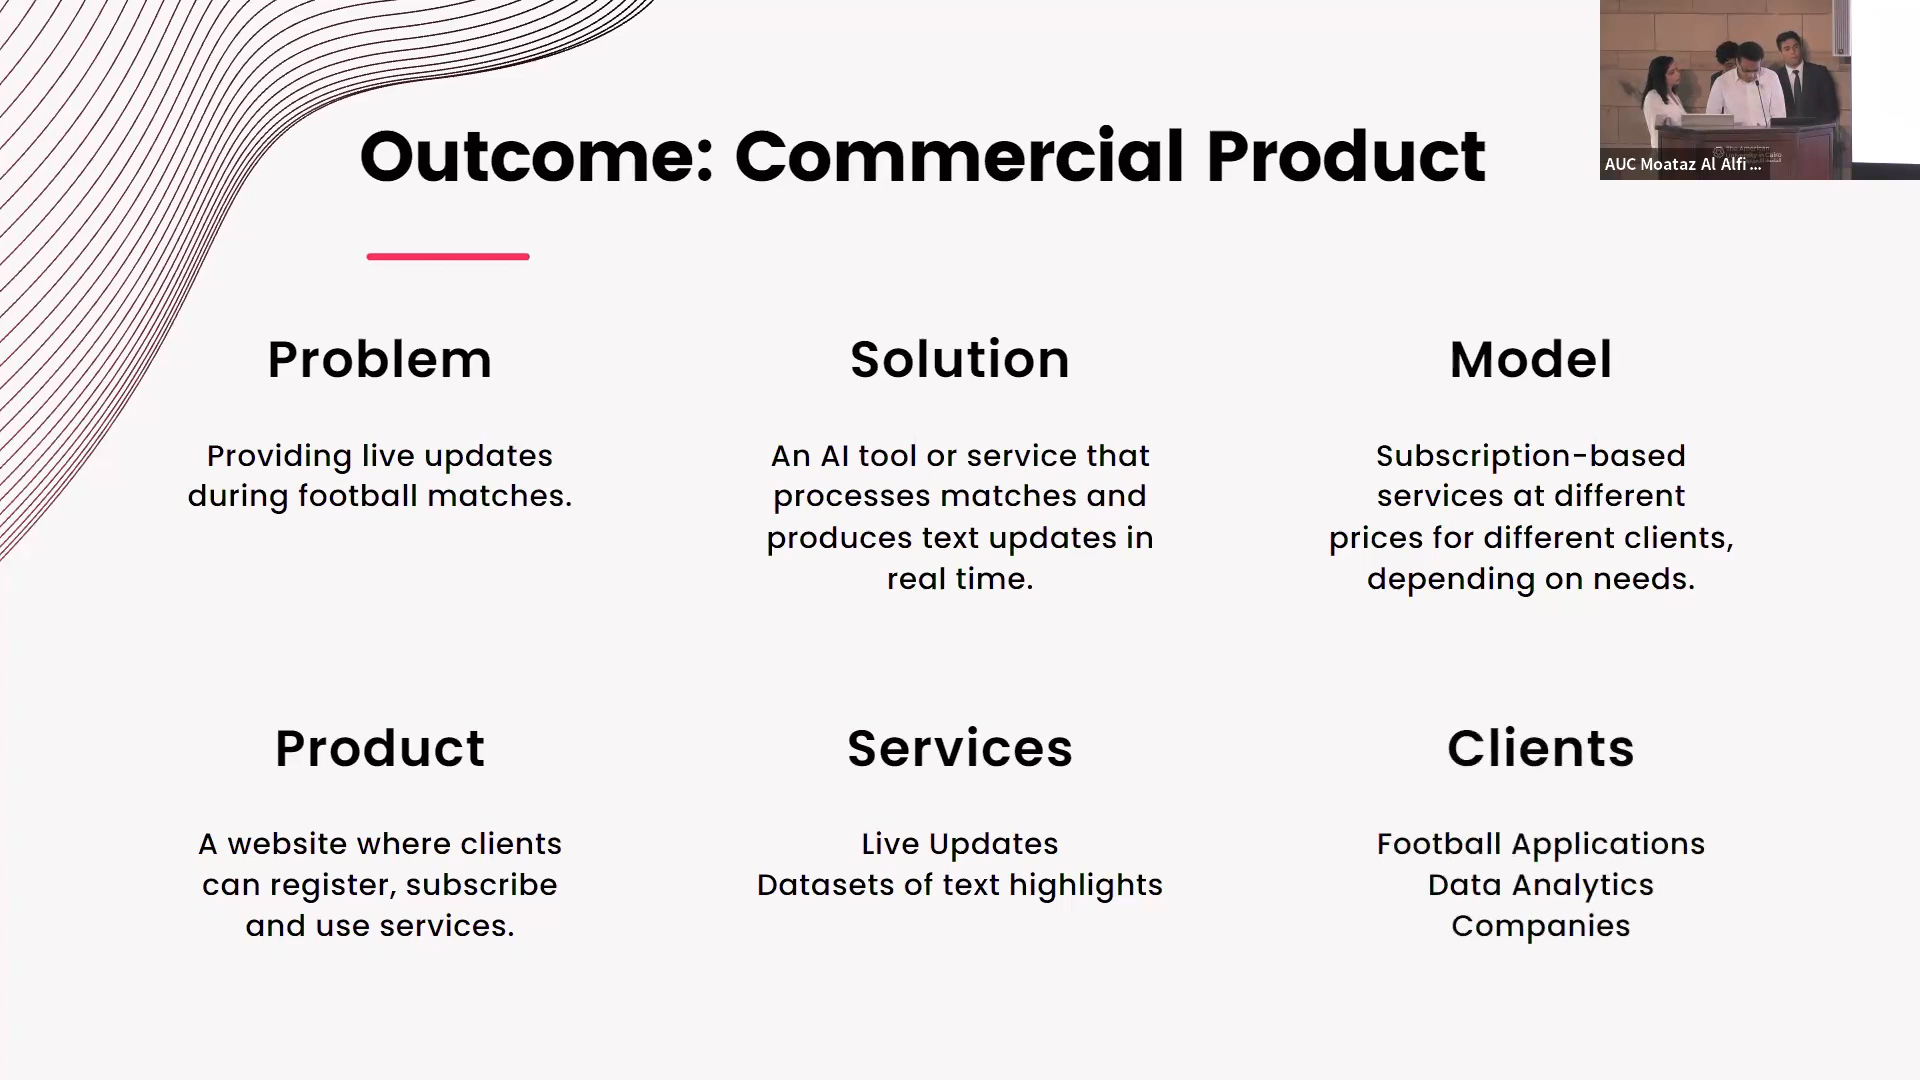 Outcome: Commercial Product
AUC Moataz Al Alfi ...
Problem
Providing live updates
during football matches.
Solution
An AI tool or service that
processes matches and
produces text updates in
real time.
Model
Subscription-based
services at different
prices for different clients,
depending on needs.
Product
A website where clients
can register, subscribe
and use services.
Services
Live Updates
Datasets of text highlights
Clients
Football Applications
Data Analytics
Companies